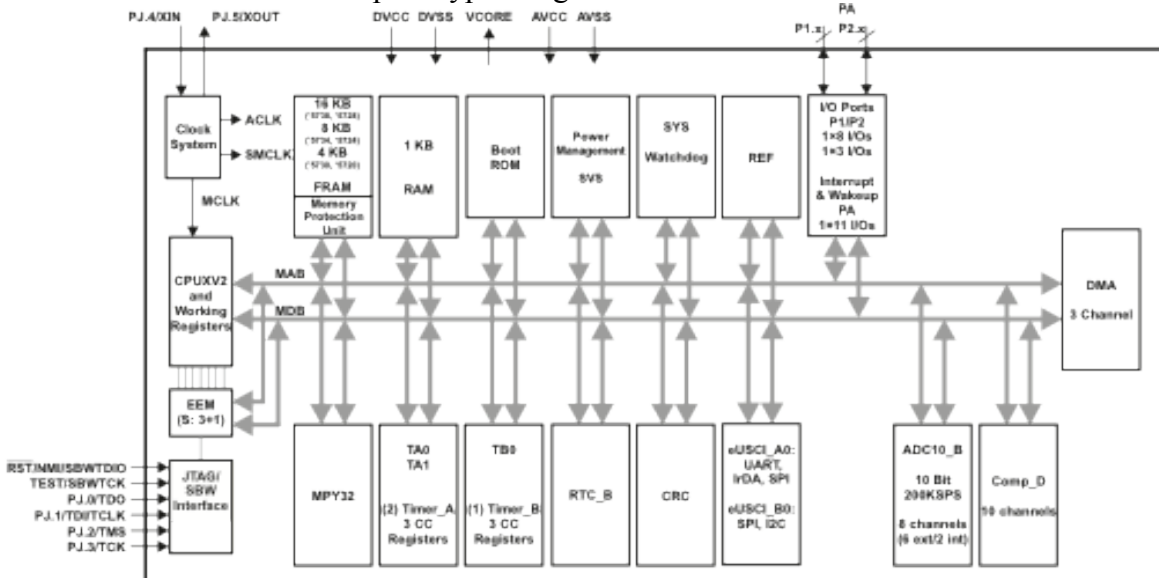 PJ.4/XIN
PJ.5/XOUT
DVCC
DVSS
VCORE
AVCC
AVSS
PA
P1.x
P2.x
Clock
System
ACLK
SMCLK
MCLK
16 KB
8 KB
4 KB
FRAM
Memory
Protection
Unit
1 KB
RAM
Boot
ROM
Power
Management
SVS
SYS
Watchdog
REF
I/O Ports
P1/P2
1×8 I/Os
1×3 I/Os
Interrupt
& Wakeup
PA
1×11 I/Os
CPUXV2
and
Working
Registers
MAB
MDB
DMA
3 Channel
EEM
(S: 3+1)
RST/NMI/SBWTDIO
TEST/SBWTCK
PJ.0/TDO
PJ.1/TDI/TCLK
PJ.2/TMS
PJ.3/TCK
JTAG/
SBW
Interface
MPY32
TA0
TA1
(2) Timer_A
3 CC
Registers
TB0
(1) Timer_B
3 CC
Registers
RTC_B
CRC
eUSCI_A0:
UART,
IrDA, SPI
eUSCI_B0:
SPI, I2C
ADC10_B
10 Bit
200KSPS
8 channels
(6 ext/2 int)
Comp_D
10 channels